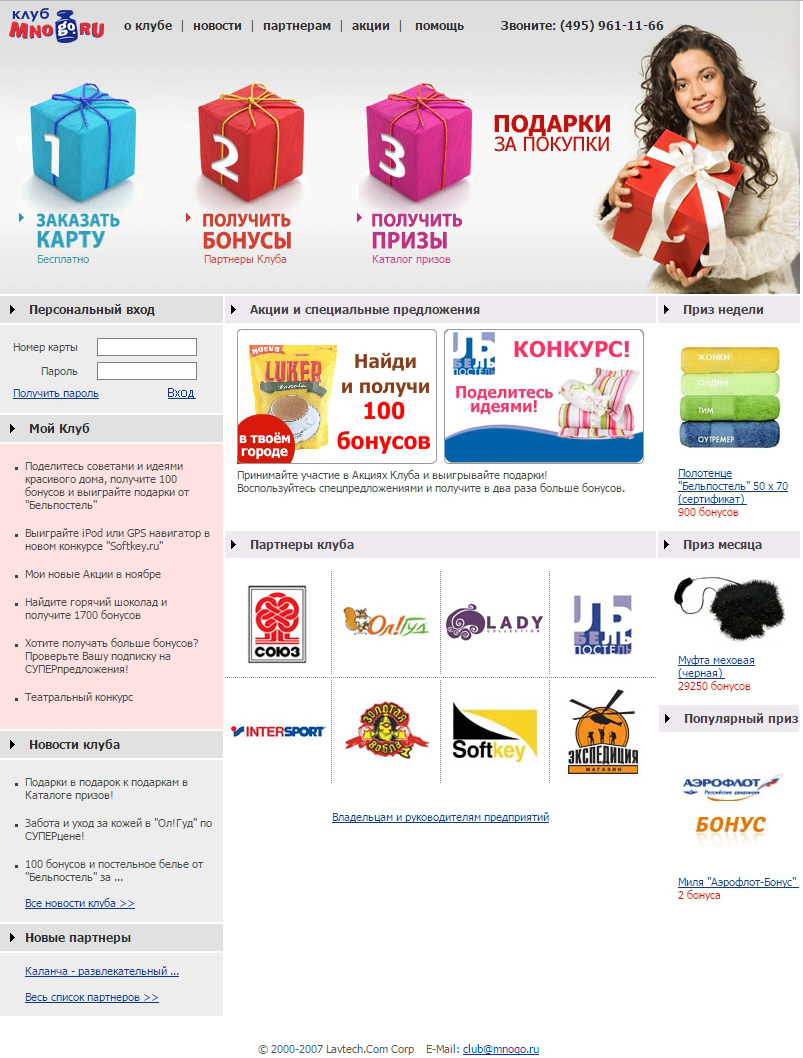 клуб
MNOGO.RU
о клубе | новости | партнерам | акции | помощь
Звоните: (495) 961-11-66
1
2
3
ПОДАРКИ
ЗА ПОКУПКИ
ЗАКАЗАТЬ
КАРТУ
Бесплатно
ПОЛУЧИТЬ
БОНУСЫ
Партнеры Клуба
ПОЛУЧИТЬ
ПРИЗЫ
Каталог призов
Персональный вход
Номер карты
Пароль
Получить пароль
Вход
Мой Клуб
Поделитесь советами и идеями
красивого дома, получите 100
бонусов и выиграйте подарки от
"Бельпостель"
Выиграйте iPod или GPS навигатор в
новом конкурсе "Softkey.ru"
Мои новые Акции в ноябре
Найдите горячий шоколад и
получите 1700 бонусов
Хотите получать больше бонусов?
Проверьте Вашу подписку на
СУПЕРпредложения!
Театральный конкурс
Новости клуба
Подарки в подарок к подаркам в
Каталоге призов!
Забота и уход за кожей в "Ол!Гуд" по
СУПЕРцене!
100 бонусов и постельное белье от
"Бельпостель" за ...
Все новости клуба >>
Новые партнеры
Каланча - развлекательный ...
Весь список партнеров >>
Акции и специальные предложения
НОВИНКА
LUKER
Найди
и получи
100
бонусов
в твоём
городе
БЕЛЬ
ПОСТЕЛЬ
КОНКУРС!
Поделитесь
идеями!
Принимайте участие в Акциях Клуба и выигрывайте подарки!
Воспользуйтесь спецпредложениями и получите в два раза больше бонусов.
Партнеры клуба
СОЮЗ
Ол!Гуд
LADY
COLLECTION
БЕЛЬ
ПОСТЕЛЬ
INTERSPORT
ЗОЛОТАЯ
ВОБЛА
Softkey
ЭКСПЕДИЦИЯ
МАГАЗИН
Владельцам и руководителям предприятий
Приз недели
ЖОНКИ
ОНДИН
ТИМ
ОУТРЕМЕР
Полотенце
"Бельпостель" 50 x 70
(сертификат)
900 бонусов
Приз месяца
Муфта меховая
(черная)
29250 бонусов
Популярный приз
АЭРОФЛОТ
Российские авиалинии
БОНУС
Миля "Аэрофлот-Бонус"
2 бонуса
© 2000-2007 Lavtech.Com Corp E-Mail: club@mnogo.ru